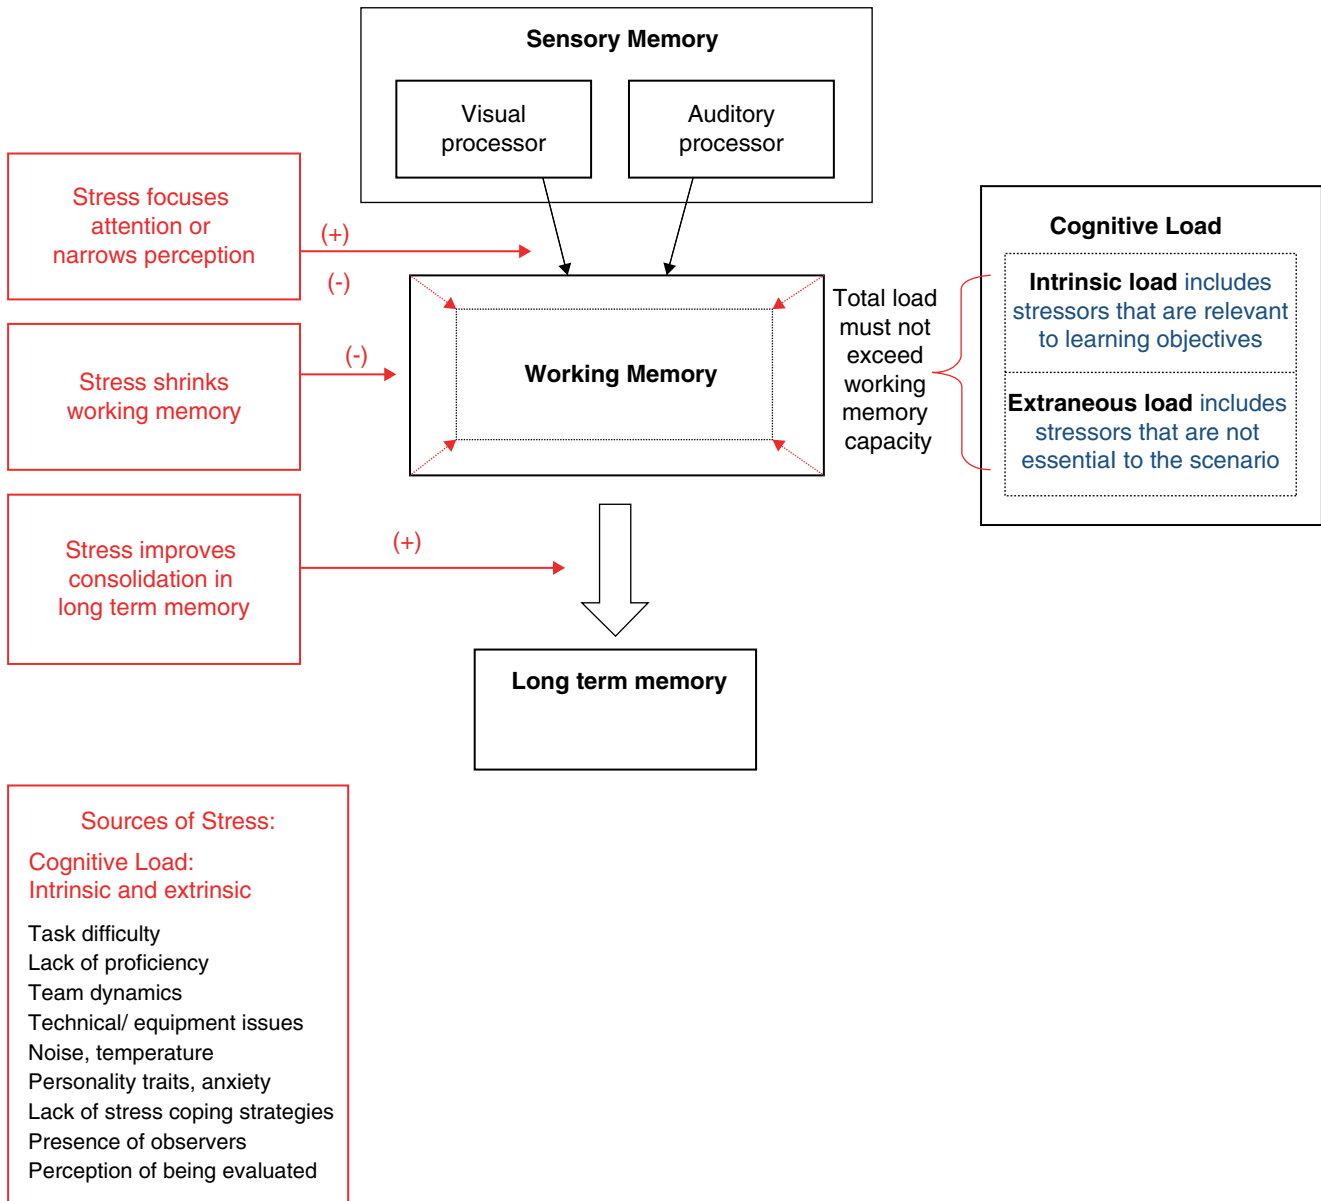 Sensory Memory
Visual
processor
Auditory
processor
Stress focuses
attention or
narrows perception
(+)
(-)
Stress shrinks
working memory
(-)
Working Memory
Total load
must not
exceed
working
memory
capacity
Cognitive Load
Intrinsic load includes
stressors that are relevant
to learning objectives
Extraneous load includes
stressors that are not
essential to the scenario
Stress improves
consolidation in
long term memory
(+)
Long term memory
Sources of Stress:
Cognitive Load:
Intrinsic and extrinsic
Task difficulty
Lack of proficiency
Team dynamics
Technical/ equipment issues
Noise, temperature
Personality traits, anxiety
Lack of stress coping strategies
Presence of observers
Perception of being evaluated